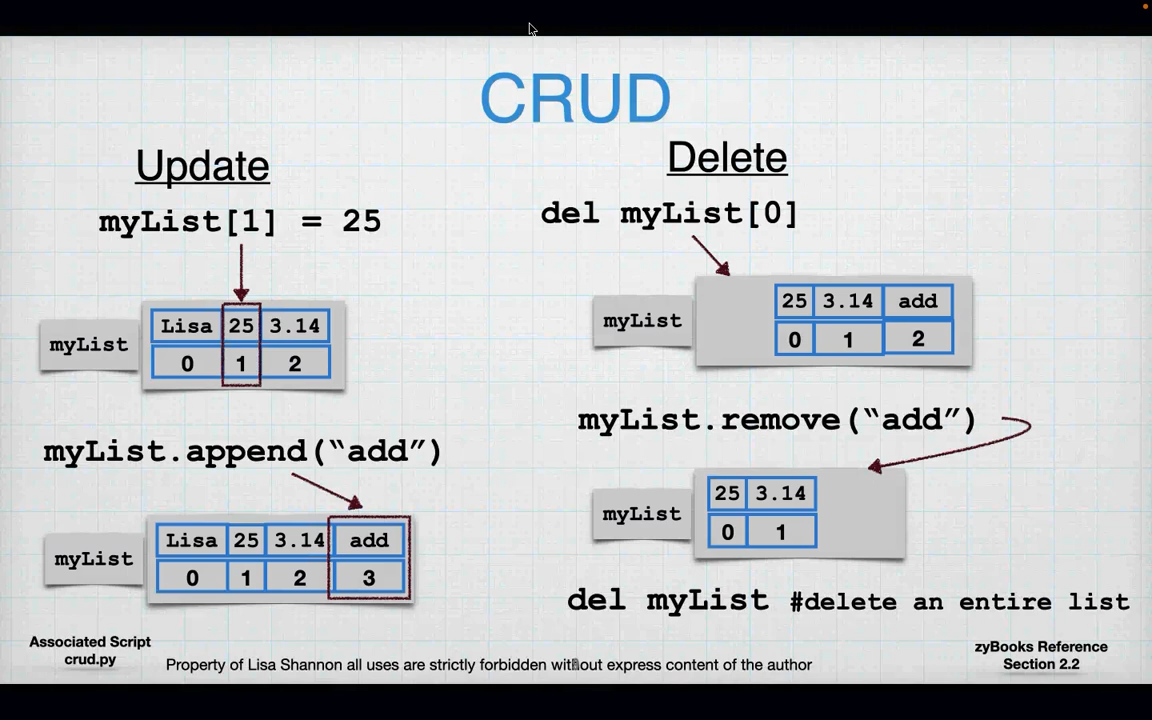 CRUD
Update
myList[1] = 25
myList
Lisa 25 3.14
0 1 2
myList.append(“add”)
myList
Lisa 25 3.14 add
0 1 2 3
Delete
del myList[0]
myList
25 3.14 add
0 1 2
myList.remove(“add”)
myList
25 3.14
0 1
del myList #delete an entire list
Associated Script
crud.py
Property of Lisa Shannon all uses are strictly forbidden without express content of the author
zyBooks Reference
Section 2.2